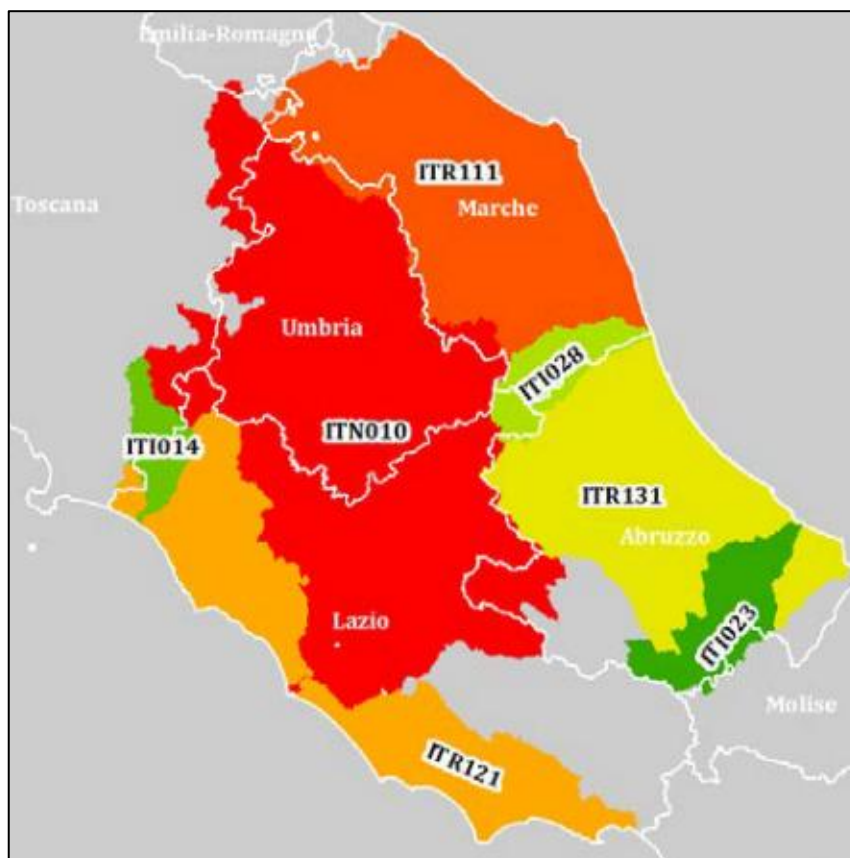 Emilia-Romagna
ITR111
Toscana
Marche
Umbria
ITI028
ITN010
ITI014
ITR131
Abruzzo
Lazio
ITI023
Molise
ITR121